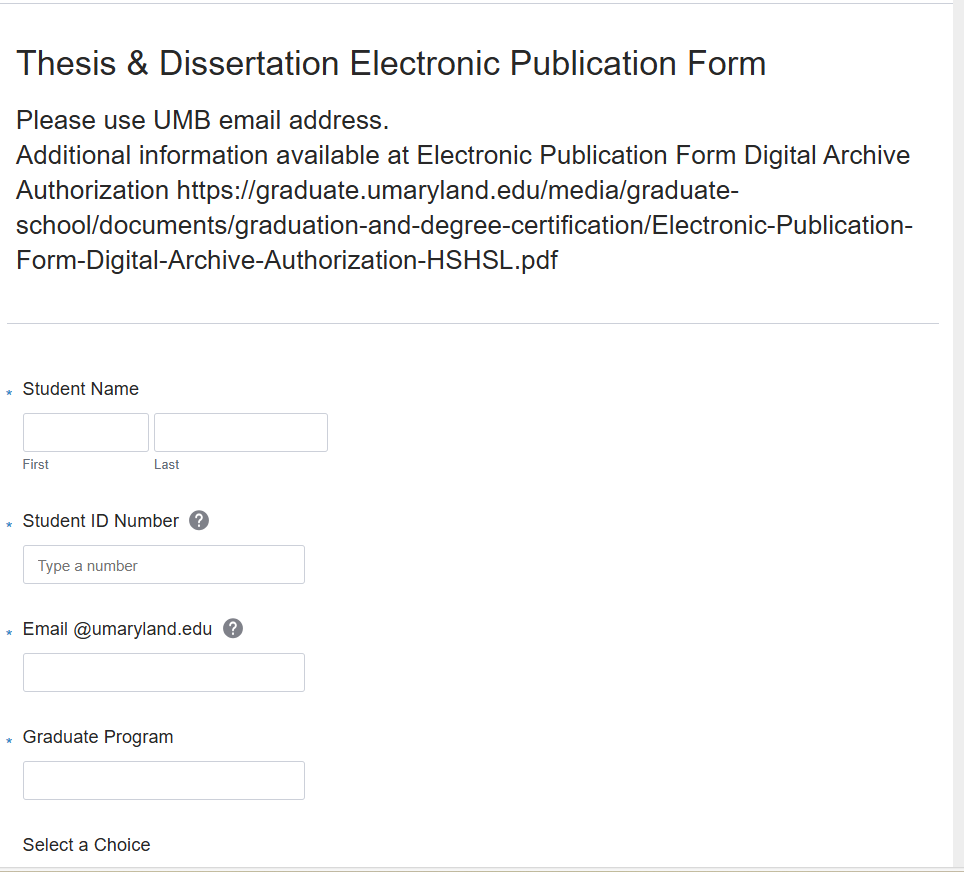 Thesis & Dissertation Electronic Publication Form
Please use UMB email address.
Additional information available at Electronic Publication Form Digital Archive
Authorization https://graduate.umaryland.edu/media/graduate-
school/documents/graduation-and-degree-certification/Electronic-Publication-
Form-Digital-Archive-Authorization-HSHSL.pdf
* Student Name
First Last
* Student ID Number ?
Type a number
* Email @umaryland.edu ?
* Graduate Program
Select a Choice